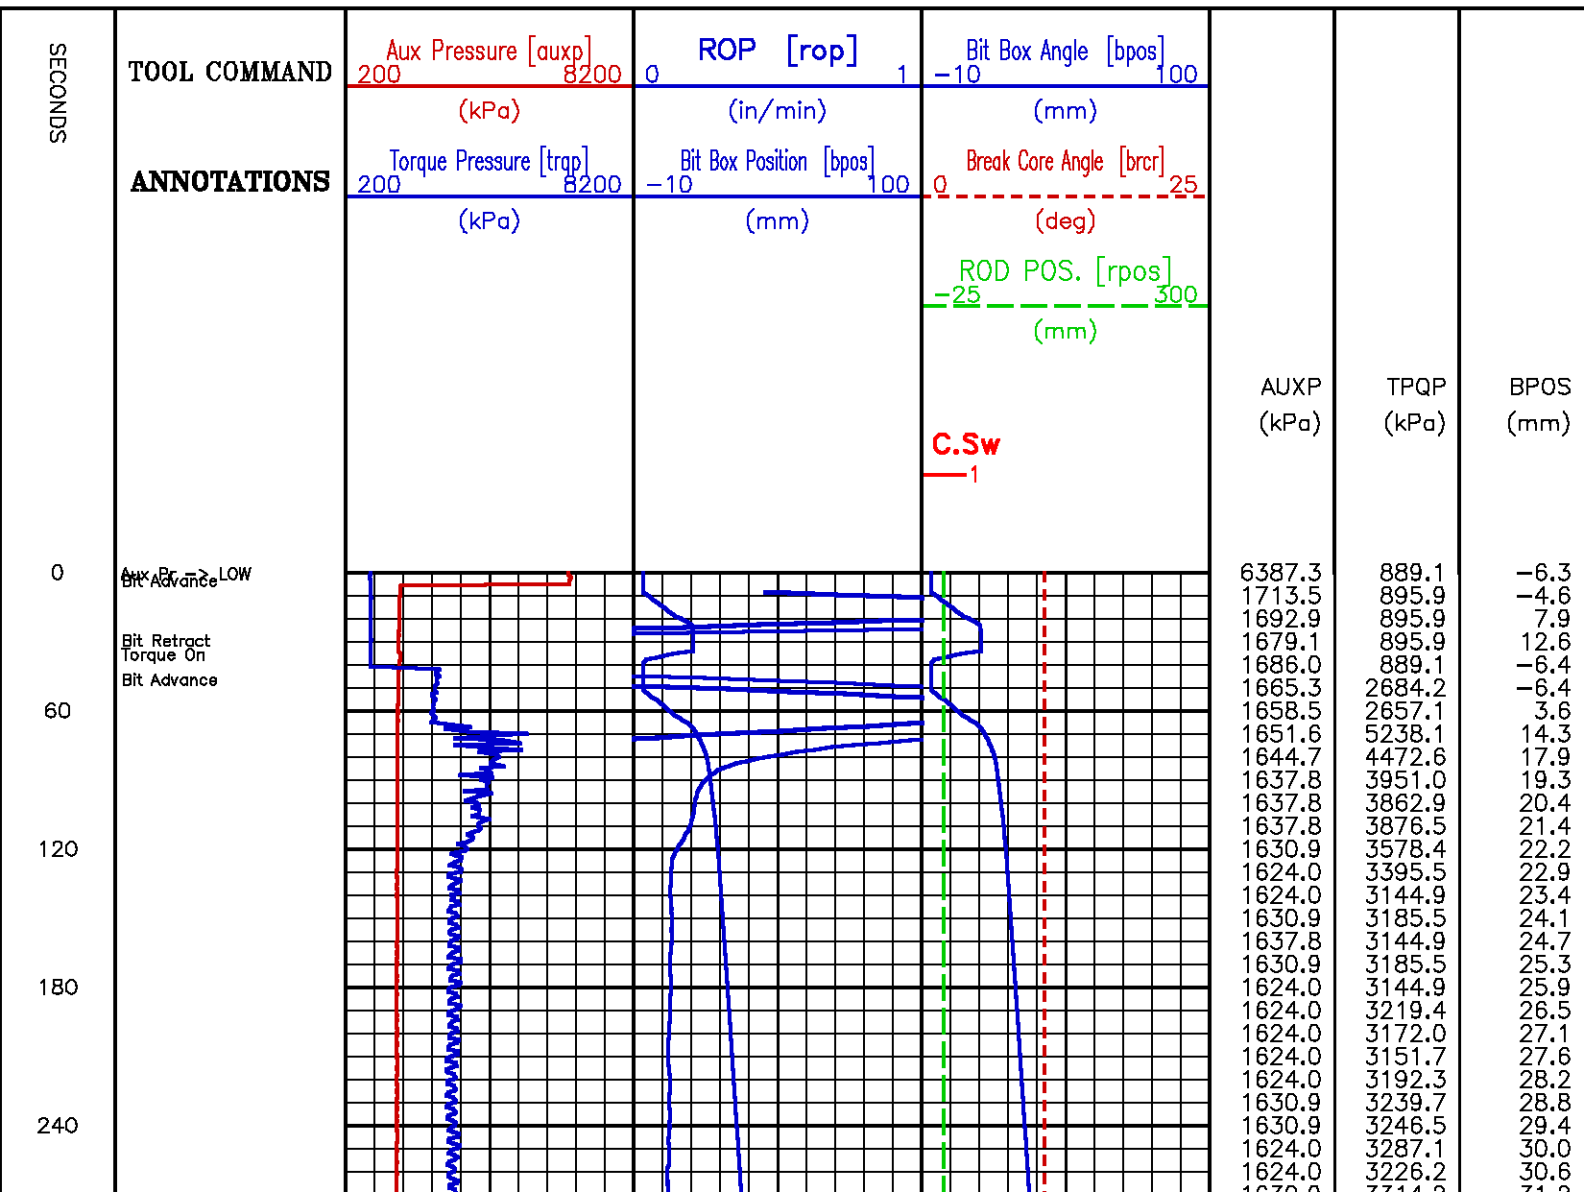 SECONDS
TOOL COMMAND
ANNOTATIONS
Aux Pressure [auxp]
200 8200
(kPa)
Torque Pressure [trqp]
200 8200
(kPa)
ROP [rop]
0 1
(in/min)
Bit Box Position [bpos]
-10 100
(mm)
Bit Box Angle [bpos]
-10 100
(mm)
Break Core Angle [brcr]
0 25
(deg)
ROD POS. [rpos]
-25 300
(mm)
C.Sw
1
AUXP TPQP BPOS
(kPa) (kPa) (mm)
0 Aux Pr -> LOW 6387.3 889.1 -6.3
Bit Advance
1713.5 895.9 -4.6
1692.9 895.9 7.9
Bit Retract 1679.1 895.9 12.6
Torque On
1686.0 889.1 -6.4
Bit Advance 1665.3 2684.2 -6.4
60 1658.5 2657.1 3.6
1651.6 5238.1 14.3
1644.7 4472.6 17.9
1637.8 3951.0 19.3
1637.8 3862.9 20.4
1637.8 3876.5 21.4
120 1630.9 3578.4 22.2
1624.0 3395.5 22.9
1624.0 3144.9 23.4
1630.9 3185.5 24.1
1637.8 3144.9 24.7
1630.9 3185.5 25.3
180 1624.0 3144.9 25.9
1624.0 3219.4 26.5
1624.0 3172.0 27.1
1624.0 3151.7 27.6
1624.0 3192.3 28.2
1630.9 3239.7 28.8
240 1630.9 3246.5 29.4
1624.0 3287.1 30.0
1624.0 3226.2 30.6